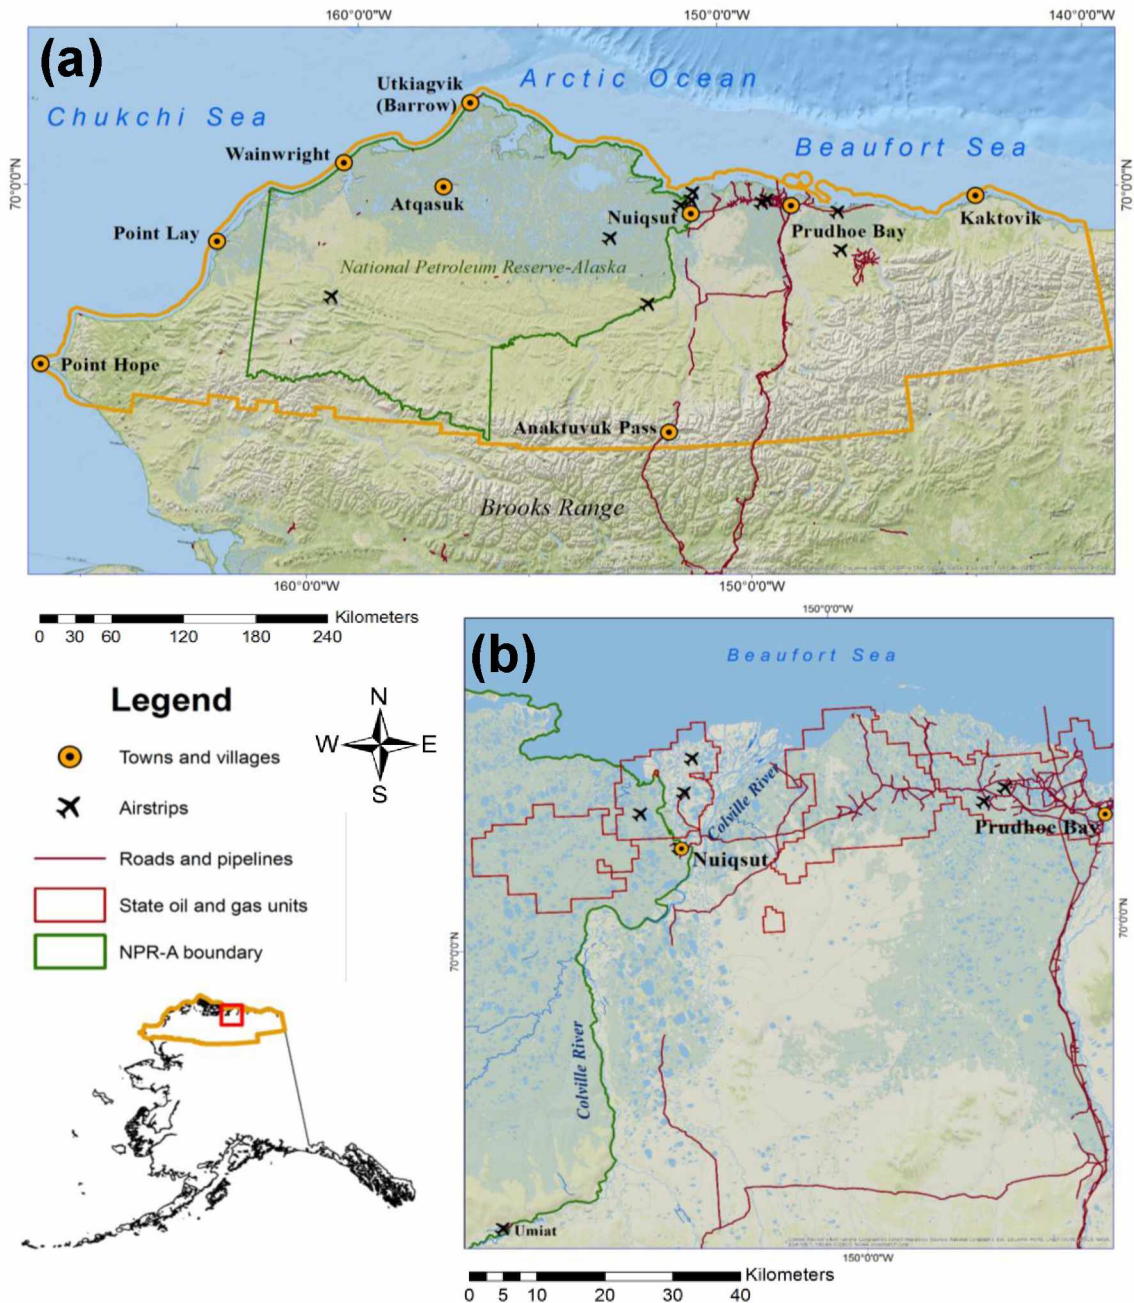 160°0'0"W
150°0'0"W
140°0'0"W
(a)
Arctic Ocean
Utkiagvik
(Barrow)
Chukchi Sea
Beaufort Sea
Wainwright
70°0'0"N
70°0'0"N
Atqasuk
Nuiqsut
Kaktovik
Point Lay
Prudhoe Bay
National Petroleum Reserve-Alaska
Point Hope
Anaktuvuk Pass
Brooks Range
160°0'0"W
150°0'0"W
Kilometers
0 30 60 120 180 240
150°0'0"W
(b)
Beaufort Sea
Colville River
Prudhoe Bay
Nuiqsut
70°0'0"N
70°0'0"N
Colville River
Umiat
150°0'0"W
Kilometers
0 5 10 20 30 40
Legend
N
W E
S
Towns and villages
Airstrips
Roads and pipelines
State oil and gas units
NPR-A boundary